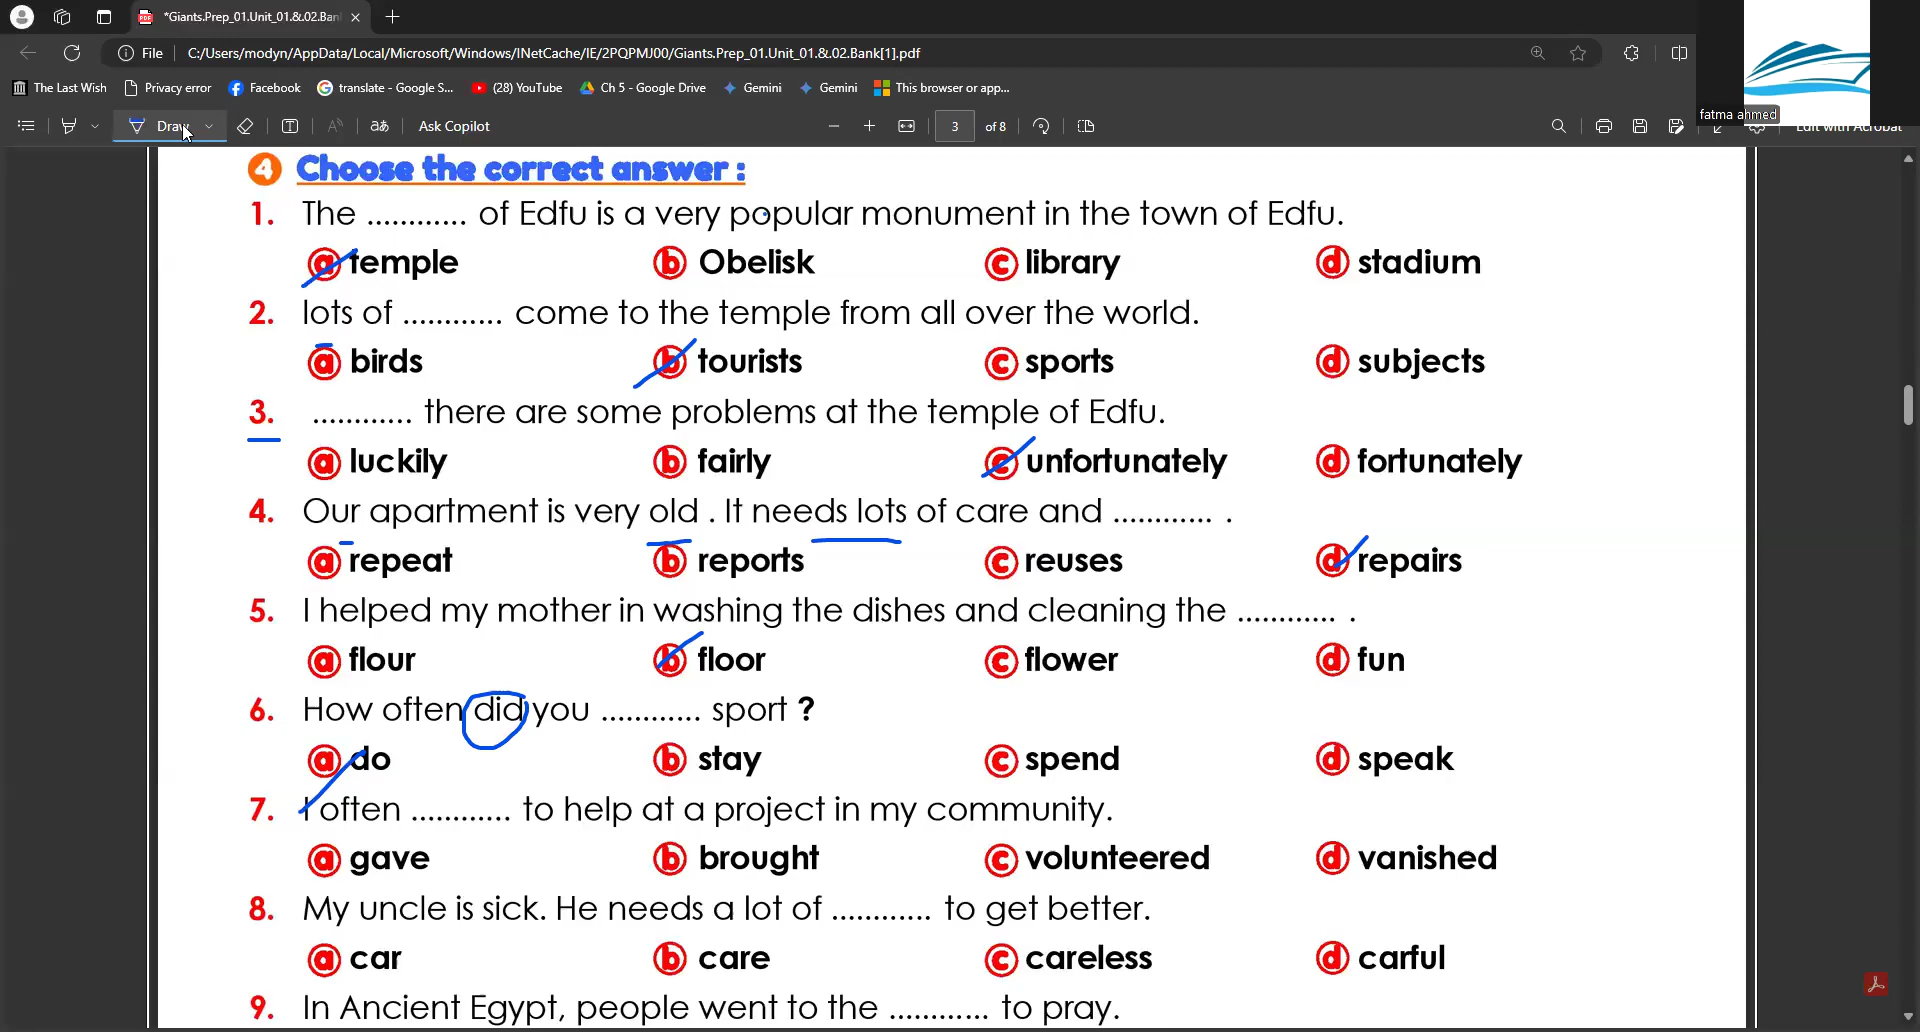 *Giants.Prep_01.Unit_01.&.02.Ban
File C:/Users/modyn/AppData/Local/Microsoft/Windows/INetCache/IE/2PQPMJ00/Giants.Prep_01.Unit_01.&.02.Bank[1].pdf
The Last Wish Privacy error Facebook translate - Google S... (28) YouTube Ch 5 - Google Drive Gemini Gemini This browser or app...
fatma ahmed
Draw aあ Ask Copilot 3 of 8 Edit with Acrobat
4 Choose the correct answer :
1. The ............ of Edfu is a very popular monument in the town of Edfu.
a temple b Obelisk c library d stadium
2. lots of ............ come to the temple from all over the world.
a birds b tourists c sports d subjects
3. ............ there are some problems at the temple of Edfu.
a luckily b fairly c unfortunately d fortunately
4. Our apartment is very old . It needs lots of care and ............ .
a repeat b reports c reuses d repairs
5. I helped my mother in washing the dishes and cleaning the ............ .
a flour b floor c flower d fun
6. How often did you ............ sport ?
a do b stay c spend d speak
7. I often ............ to help at a project in my community.
a gave b brought c volunteered d vanished
8. My uncle is sick. He needs a lot of ............ to get better.
a car b care c careless d carful
9. In Ancient Egypt, people went to the ............ to pray.